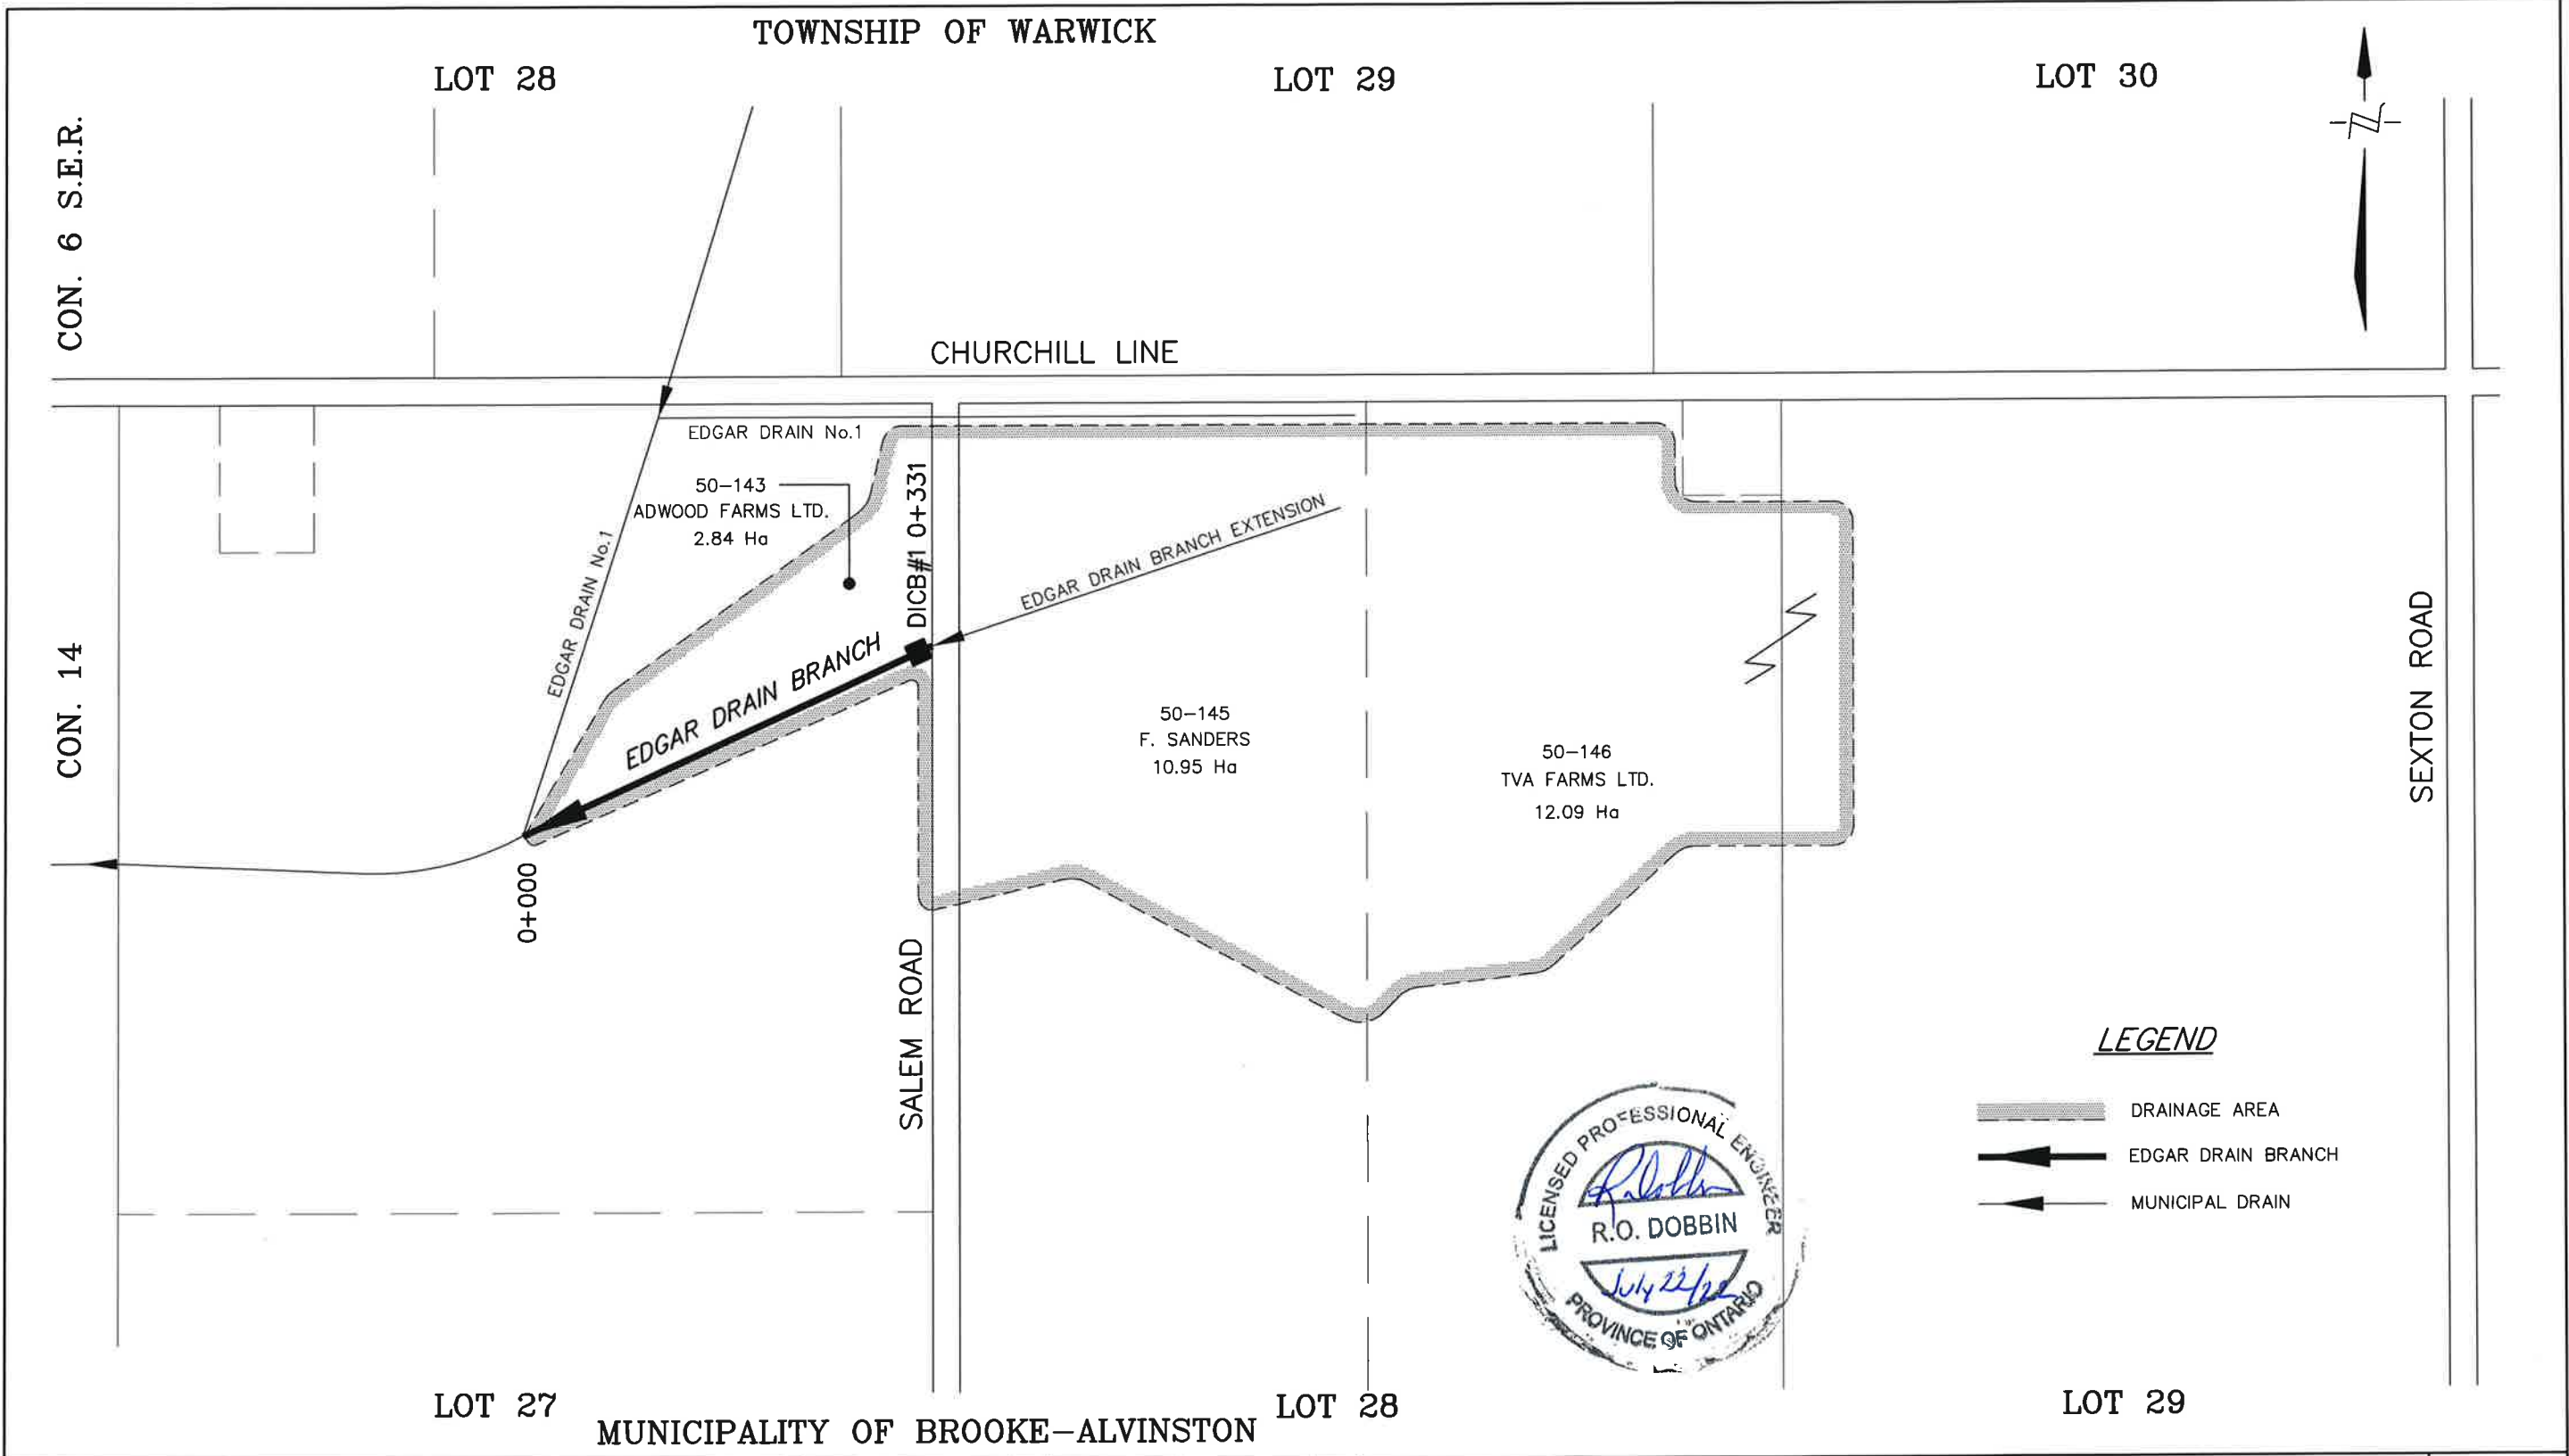 TOWNSHIP OF WARWICK
LOT 28
LOT 29
LOT 30
CON. 6 S.E.R.
N
CHURCHILL LINE
EDGAR DRAIN No.1
50-143
ADWOOD FARMS LTD.
2.84 Ha
DICB#1 0+331
EDGAR DRAIN BRANCH EXTENSION
EDGAR DRAIN No.1
EDGAR DRAIN BRANCH
CON. 14
SEXTON ROAD
50-145
F. SANDERS
10.95 Ha
50-146
TVA FARMS LTD.
12.09 Ha
0+000
SALEM ROAD
LEGEND
DRAINAGE AREA
EDGAR DRAIN BRANCH
MUNICIPAL DRAIN
LICENSED PROFESSIONAL ENGINEER
R.O. DOBBIN
July 22/22
PROVINCE OF ONTARIO
LOT 27
LOT 28
LOT 29
MUNICIPALITY OF BROOKE-ALVINSTON